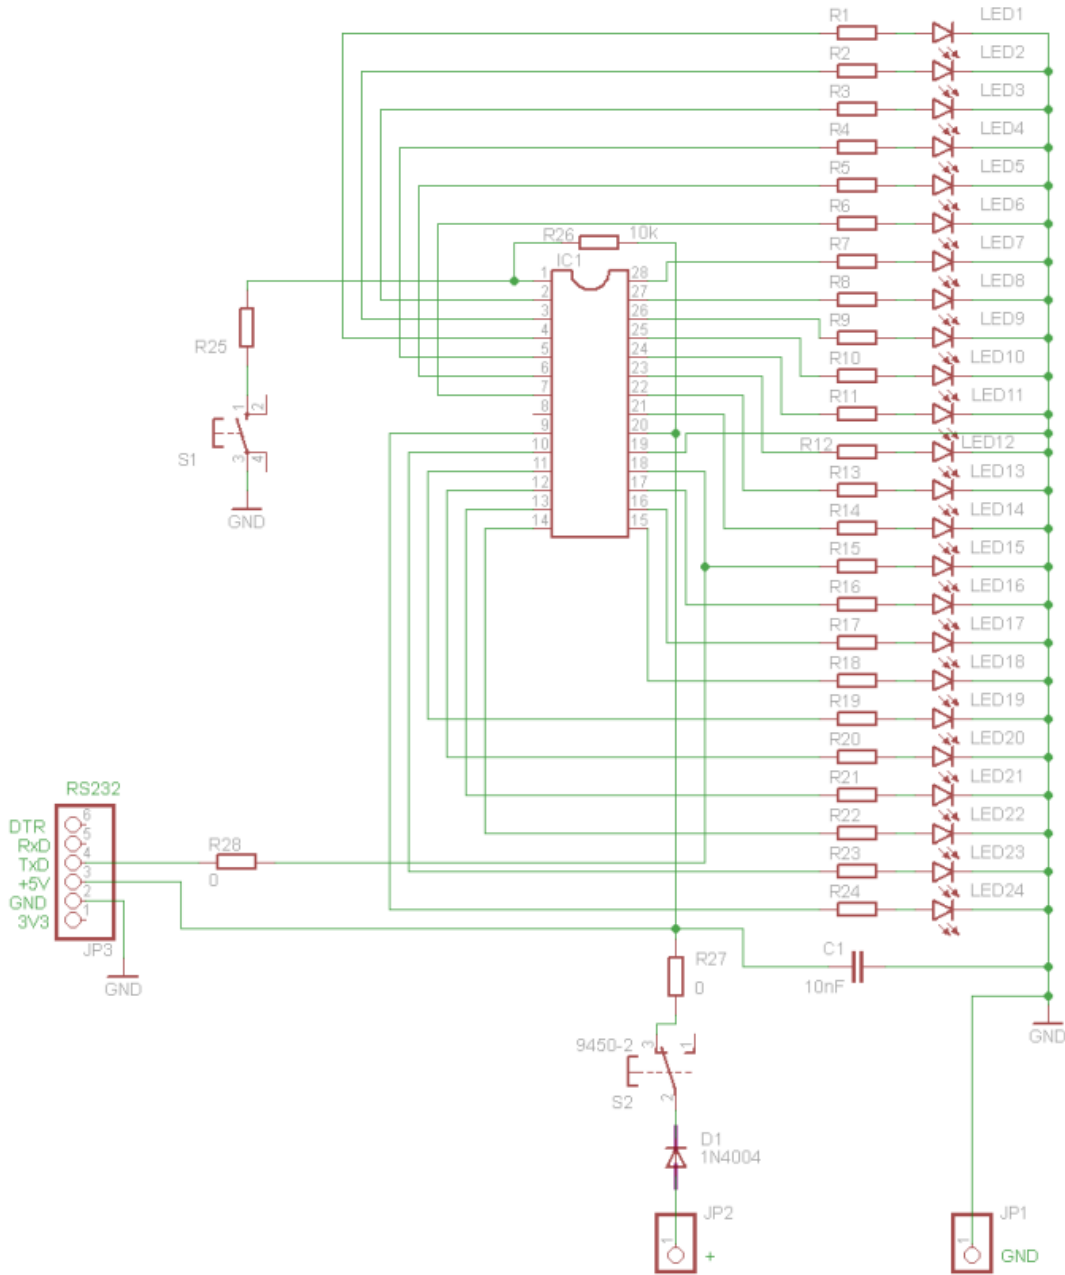 R1 LED1
R2 LED2
R3 LED3
R4 LED4
R5 LED5
R6 LED6
R26 10k
R7 LED7
IC1
1 28
R8 LED8
2 27
3 26
R9 LED9
4 25
R25
5 24
R10 LED10
6 23
7 22
R11 LED11
1 2
8 21
9 20
10 19
R12 LED12
S1
3 4
11 18
R13 LED13
12 17
13 16
R14 LED14
14 15
GND
R15 LED15
R16 LED16
R17 LED17
R18 LED18
R19 LED19
R20 LED20
R21 LED21
RS232
R22 LED22
DTR 6
RxD 5
R28
R23 LED23
TxD 4
+5V 3
0
R24 LED24
GND 2
3V3 1
JP3
C1
R27
GND
0
10nF
GND
9450-2
3 1
S2
2
D1
1N4004
JP2
JP1
1 +
1 GND